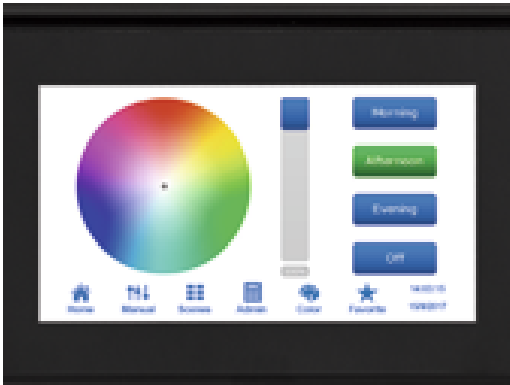 Morning
Afternoon
Evening
Off
Home
Manual
Scenes
Admin
Color
Favorite